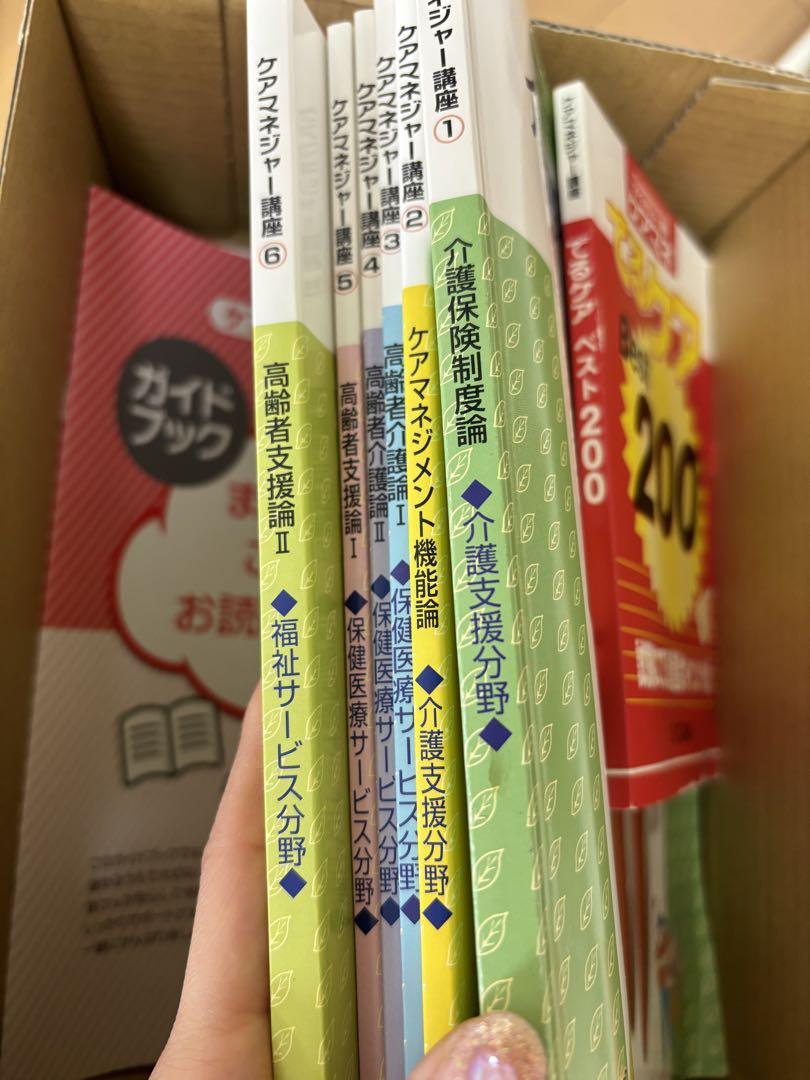 ケアマネジャー講座⑥
高齢者支援論Ⅱ ◆福祉サービス分野◆
ケアマネジャー講座⑤
高齢者支援論Ⅰ ◆保健医療サービス分野◆
ケアマネジャー講座④
高齢者介護論Ⅱ ◆保健医療サービス分野◆
ケアマネジャー講座③
高齢者介護論Ⅰ ◆保健医療サービス分野◆
ケアマネジャー講座②
ケアマネジメント機能論 ◆介護支援分野◆
ジャー講座①
介護保険制度論 ◆介護支援分野◆
ケアマネジャー講座
でるケア ベスト200
200
ガイド
ブック
お読